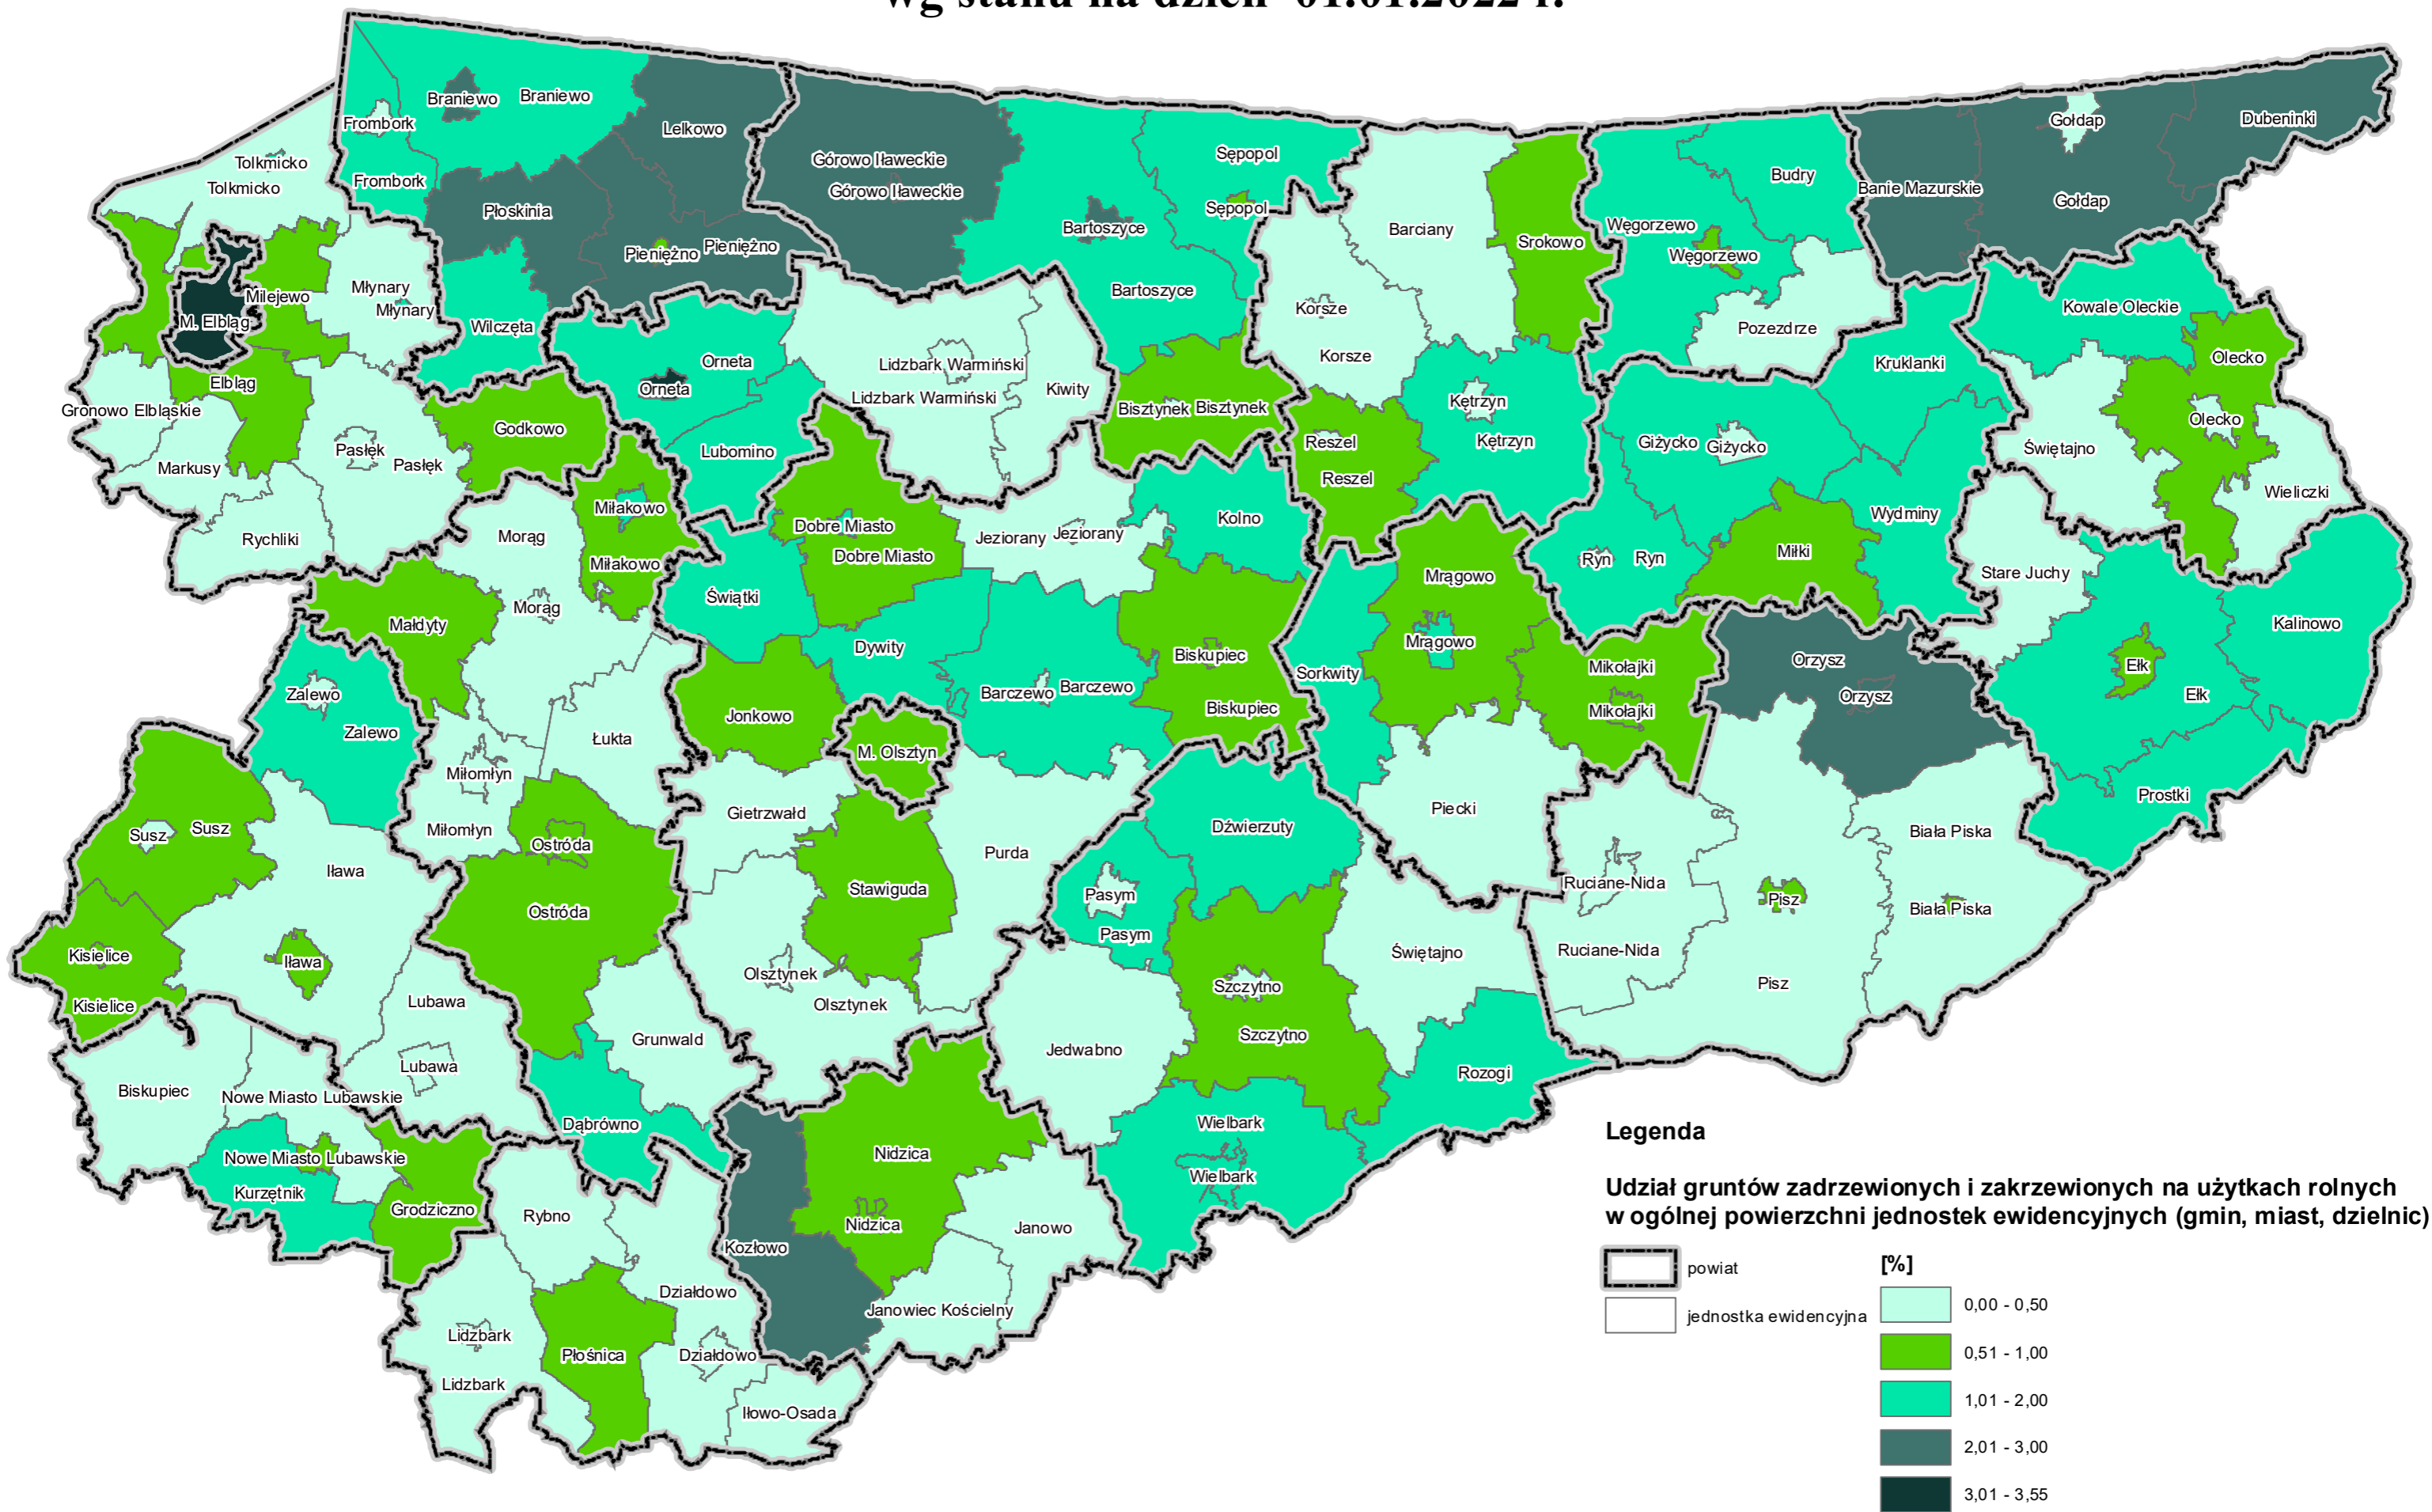 wg stanu na dzień 01.01.2022 r.
Braniewo
Braniewo
Frombork
Frombork
Lelkowo
Tolkmicko
Tolkmicko
Płoskinia
Pieniężno
Pieniężno
Górowo Iławeckie
Górowo Iławeckie
Sępopol
Sępopol
Bartoszyce
Bartoszyce
Barciany
Srokowo
Budry
Węgorzewo
Węgorzewo
Pozezdrze
Banie Mazurskie
Gołdap
Gołdap
Dubeninki
Młynary
Młynary
Milejewo
M. Elbląg
Wilczęta
Elbląg
Gronowo Elbląskie
Markusy
Pasłęk
Pasłęk
Godkowo
Rychliki
Orneta
Orneta
Lubomino
Lidzbark Warmiński
Lidzbark Warmiński
Kiwity
Bisztynek
Bisztynek
Korsze
Korsze
Kętrzyn
Kętrzyn
Reszel
Reszel
Giżycko
Giżycko
Kruklanki
Kowale Oleckie
Olecko
Olecko
Świętajno
Wieliczki
Wydminy
Miłki
Ryn
Ryn
Stare Juchy
Kalinowo
Ełk
Ełk
Prostki
Miłakowo
Miłakowo
Morąg
Morąg
Małdyty
Dobre Miasto
Dobre Miasto
Jeziorany
Jeziorany
Kolno
Świątki
Dywity
Barczewo
Barczewo
Biskupiec
Biskupiec
Sorkwity
Mrągowo
Mrągowo
Mikołajki
Mikołajki
Orzysz
Orzysz
Zalewo
Zalewo
Łukta
Miłomłyn
Miłomłyn
Jonkowo
M. Olsztyn
Gietrzwałd
Purda
Stawiguda
Dźwierzuty
Piecki
Pasym
Pasym
Susz
Susz
Iława
Iława
Ostróda
Ostróda
Kisielice
Kisielice
Olsztynek
Olsztynek
Szczytno
Szczytno
Świętajno
Ruciane-Nida
Ruciane-Nida
Pisz
Pisz
Biała Piska
Biała Piska
Lubawa
Lubawa
Grunwald
Jedwabno
Rozogi
Biskupiec
Nowe Miasto Lubawskie
Nowe Miasto Lubawskie
Kurzętnik
Grodziczno
Dąbrówno
Nidzica
Nidzica
Kozłowo
Janowo
Janowiec Kościelny
Wielbark
Wielbark
Rybno
Działdowo
Działdowo
Lidzbark
Lidzbark
Płośnica
Iłowo-Osada
Legenda
Udział gruntów zadrzewionych i zakrzewionych na użytkach rolnych
w ogólnej powierzchni jednostek ewidencyjnych (gmin, miast, dzielnic)
powiat
jednostka ewidencyjna
[%]
0,00 - 0,50
0,51 - 1,00
1,01 - 2,00
2,01 - 3,00
3,01 - 3,55